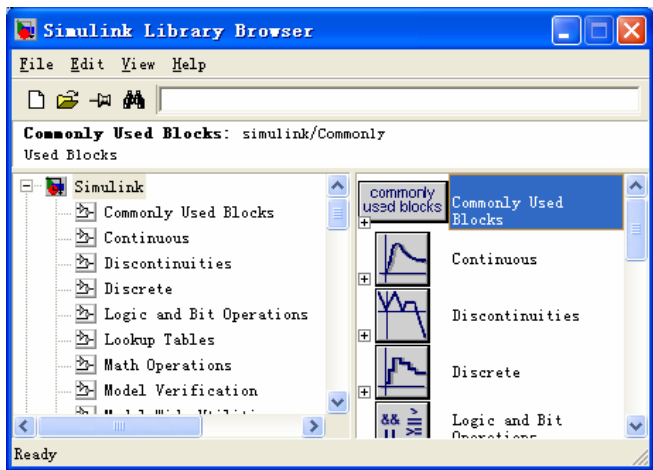 Simulink Library Browser
File Edit View Help
Commonly Used Blocks: simulink/Commonly
Used Blocks
Simulink
Commonly Used Blocks
Continuous
Discontinuities
Discrete
Logic and Bit Operations
Lookup Tables
Math Operations
Model Verification
commonly
used blocks
Commonly Used
Blocks
Continuous
Discontinuities
Discrete
&& >=
Logic and Bit
Operations
Ready